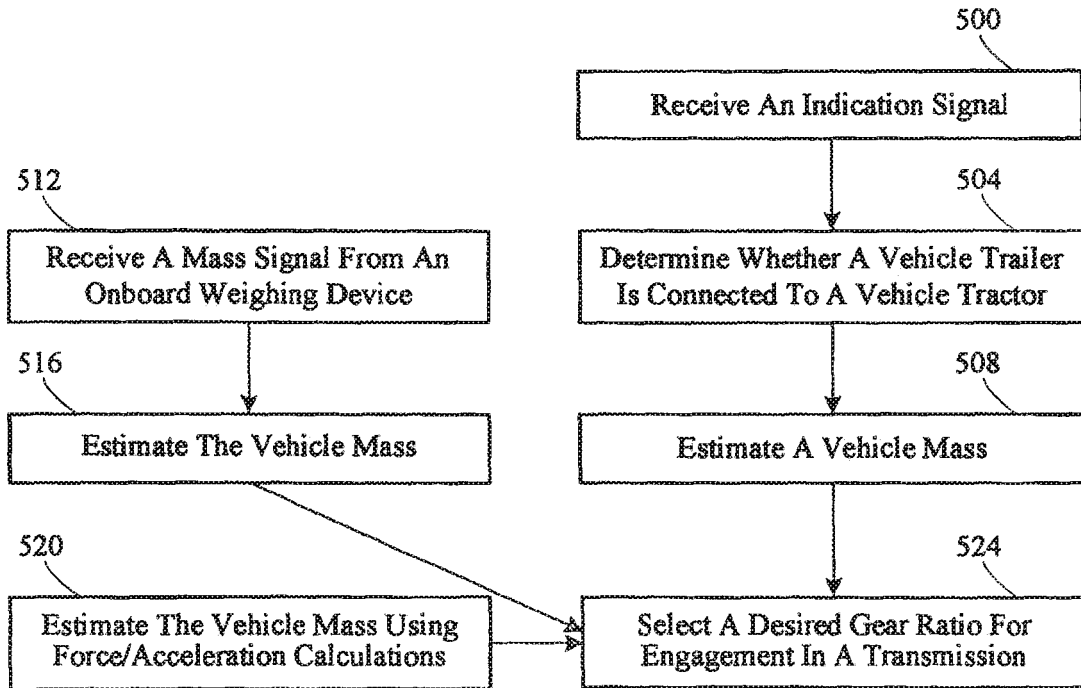 500
Receive An Indication Signal
512
504
Receive A Mass Signal From An
Onboard Weighing Device
Determine Whether A Vehicle Trailer
Is Connected To A Vehicle Tractor
516
508
Estimate The Vehicle Mass
Estimate A Vehicle Mass
520
524
Estimate The Vehicle Mass Using
Force/Acceleration Calculations
Select A Desired Gear Ratio For
Engagement In A Transmission